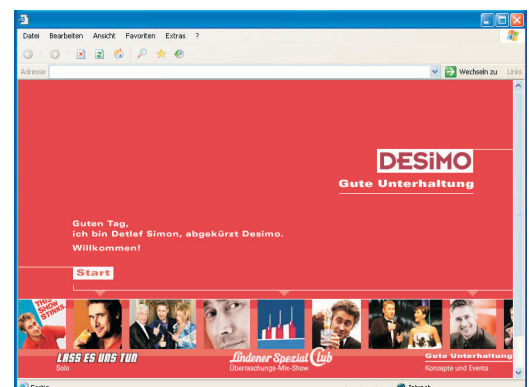 Datei Bearbeiten Ansicht Favoriten Extras ?
Adresse Wechseln zu Links
DESiMO
Gute Unterhaltung
Guten Tag,
ich bin Detlef Simon, abgekürzt Desimo.
Willkommen!
Start
THIS SHOW STINKS.
LASS ES UNS TUN
Solo
Lindener Spezial Club
Überraschungs-Mix-Show
Gute Unterhaltung
Konzepte und Events